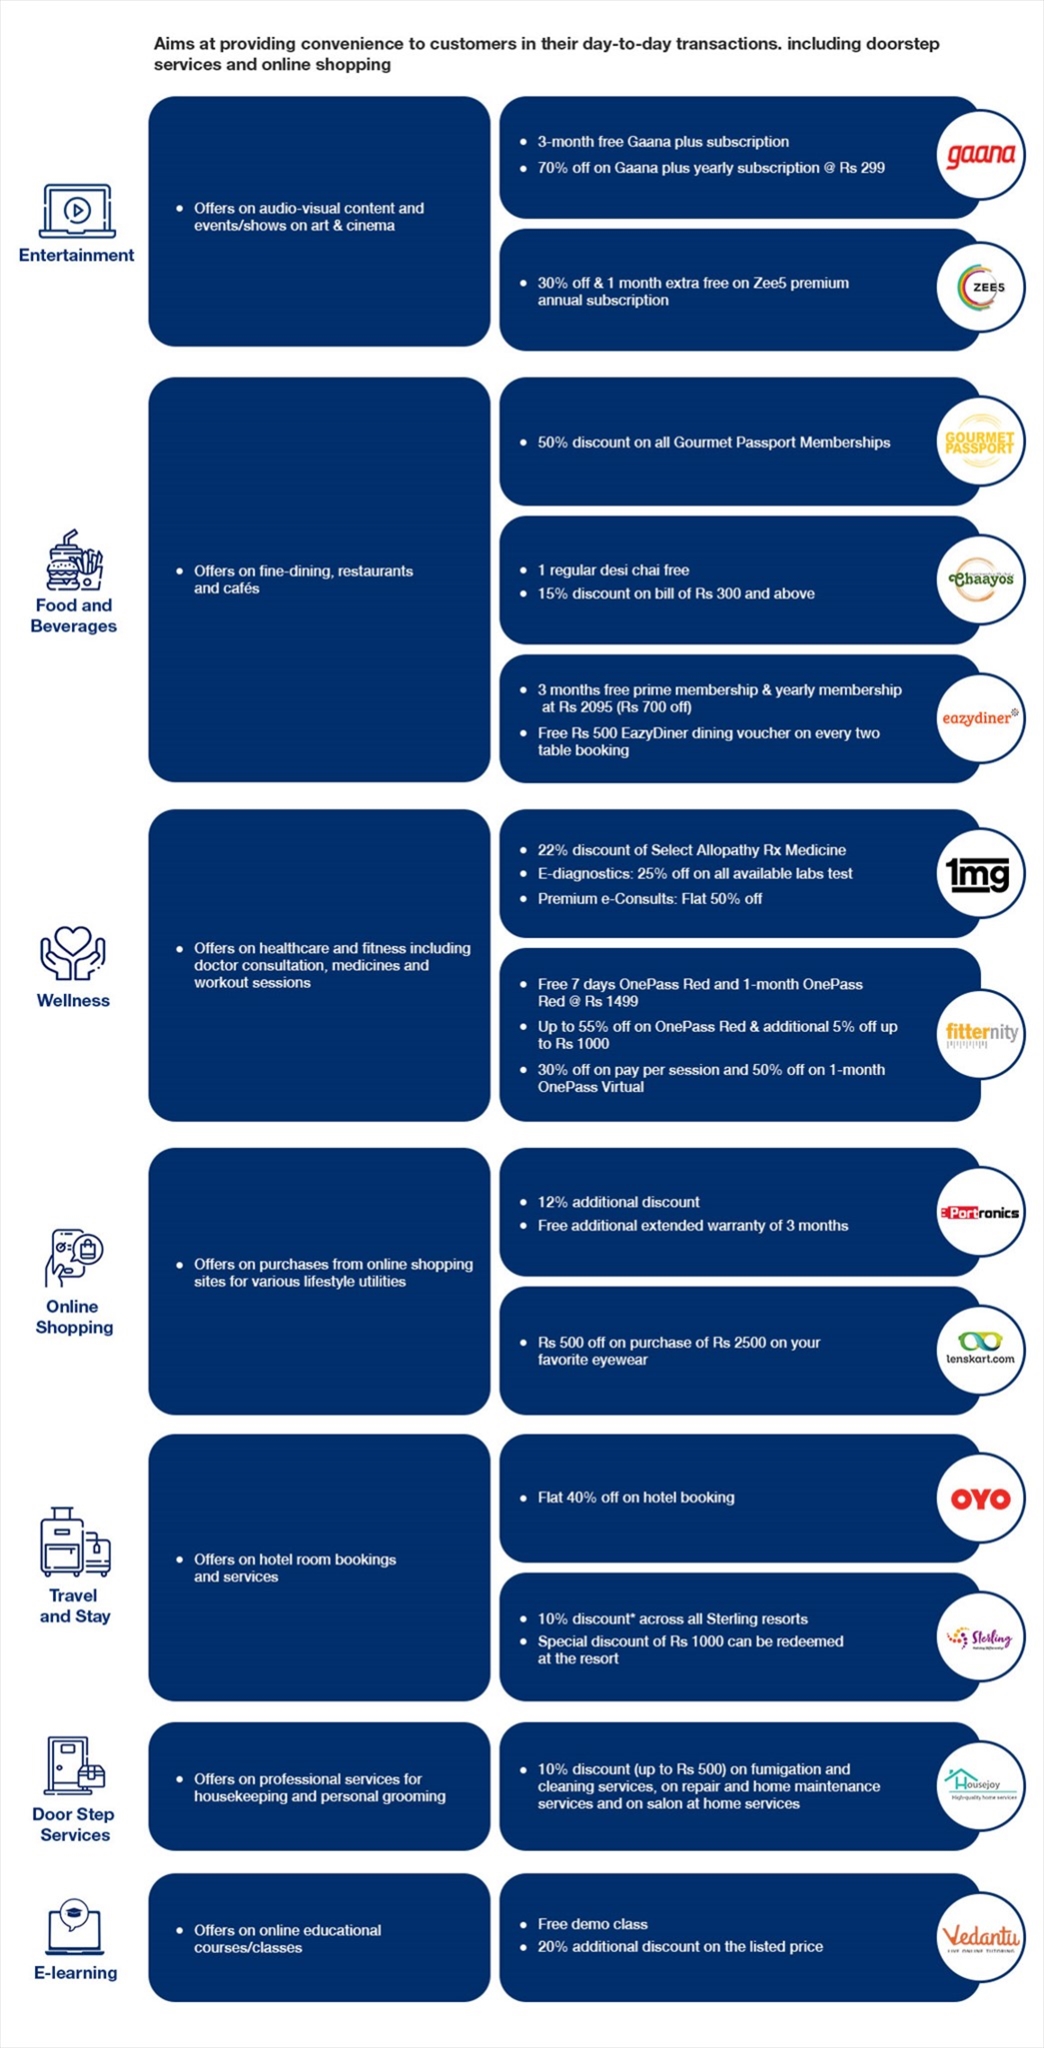 Aims at providing convenience to customers in their day-to-day transactions. including doorstep
services and online shopping
Entertainment
• Offers on audio-visual content and
events/shows on art & cinema
• 3-month free Gaana plus subscription
• 70% off on Gaana plus yearly subscription @ Rs 299
gaana
• 30% off & 1 month extra free on Zee5 premium
annual subscription
ZEE5
Food and
Beverages
• Offers on fine-dining, restaurants
and cafés
• 50% discount on all Gourmet Passport Memberships
GOURMET
PASSPORT
• 1 regular desi chai free
• 15% discount on bill of Rs 300 and above
Chaayos
• 3 months free prime membership & yearly membership
at Rs 2095 (Rs 700 off)
• Free Rs 500 EazyDiner dining voucher on every two
table booking
eazydiner
Wellness
• Offers on healthcare and fitness including
doctor consultation, medicines and
workout sessions
• 22% discount of Select Allopathy Rx Medicine
• E-diagnostics: 25% off on all available labs test
• Premium e-Consults: Flat 50% off
1mg
• Free 7 days OnePass Red and 1-month OnePass
Red @ Rs 1499
• Up to 55% off on OnePass Red & additional 5% off up
to Rs 1000
• 30% off on pay per session and 50% off on 1-month
OnePass Virtual
fitternity
Online
Shopping
• Offers on purchases from online shopping
sites for various lifestyle utilities
• 12% additional discount
• Free additional extended warranty of 3 months
Portronics
• Rs 500 off on purchase of Rs 2500 on your
favorite eyewear
lenskart.com
Travel
and Stay
• Offers on hotel room bookings
and services
• Flat 40% off on hotel booking
OYO
• 10% discount* across all Sterling resorts
• Special discount of Rs 1000 can be redeemed
at the resort
Sterling
Door Step
Services
• Offers on professional services for
housekeeping and personal grooming
• 10% discount (up to Rs 500) on fumigation and
cleaning services, on repair and home maintenance
services and on salon at home services
Housejoy
High-quality home services
E-learning
• Offers on online educational
courses/classes
• Free demo class
• 20% additional discount on the listed price
Vedantu
LIVE ONLINE TUTORING